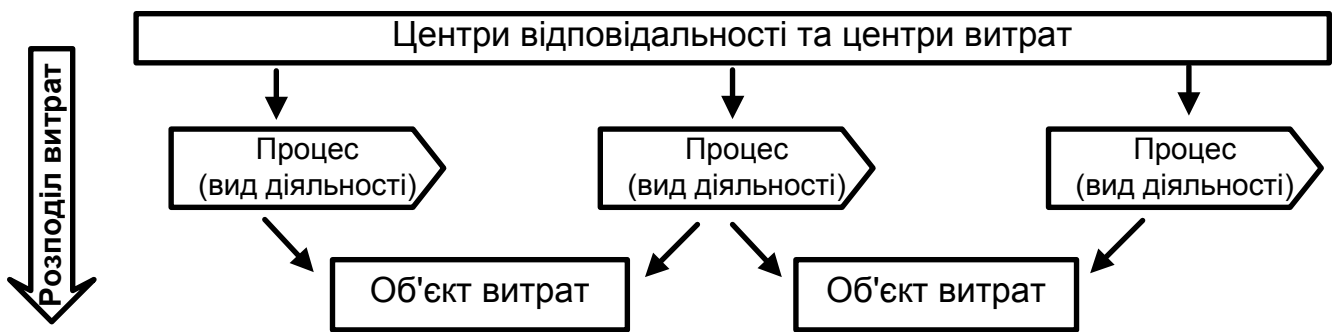 Центри відповідальності та центри витрат
Розподіл витрат
Процес
(вид діяльності)
Процес
(вид діяльності)
Процес
(вид діяльності)
Об'єкт витрат
Об'єкт витрат